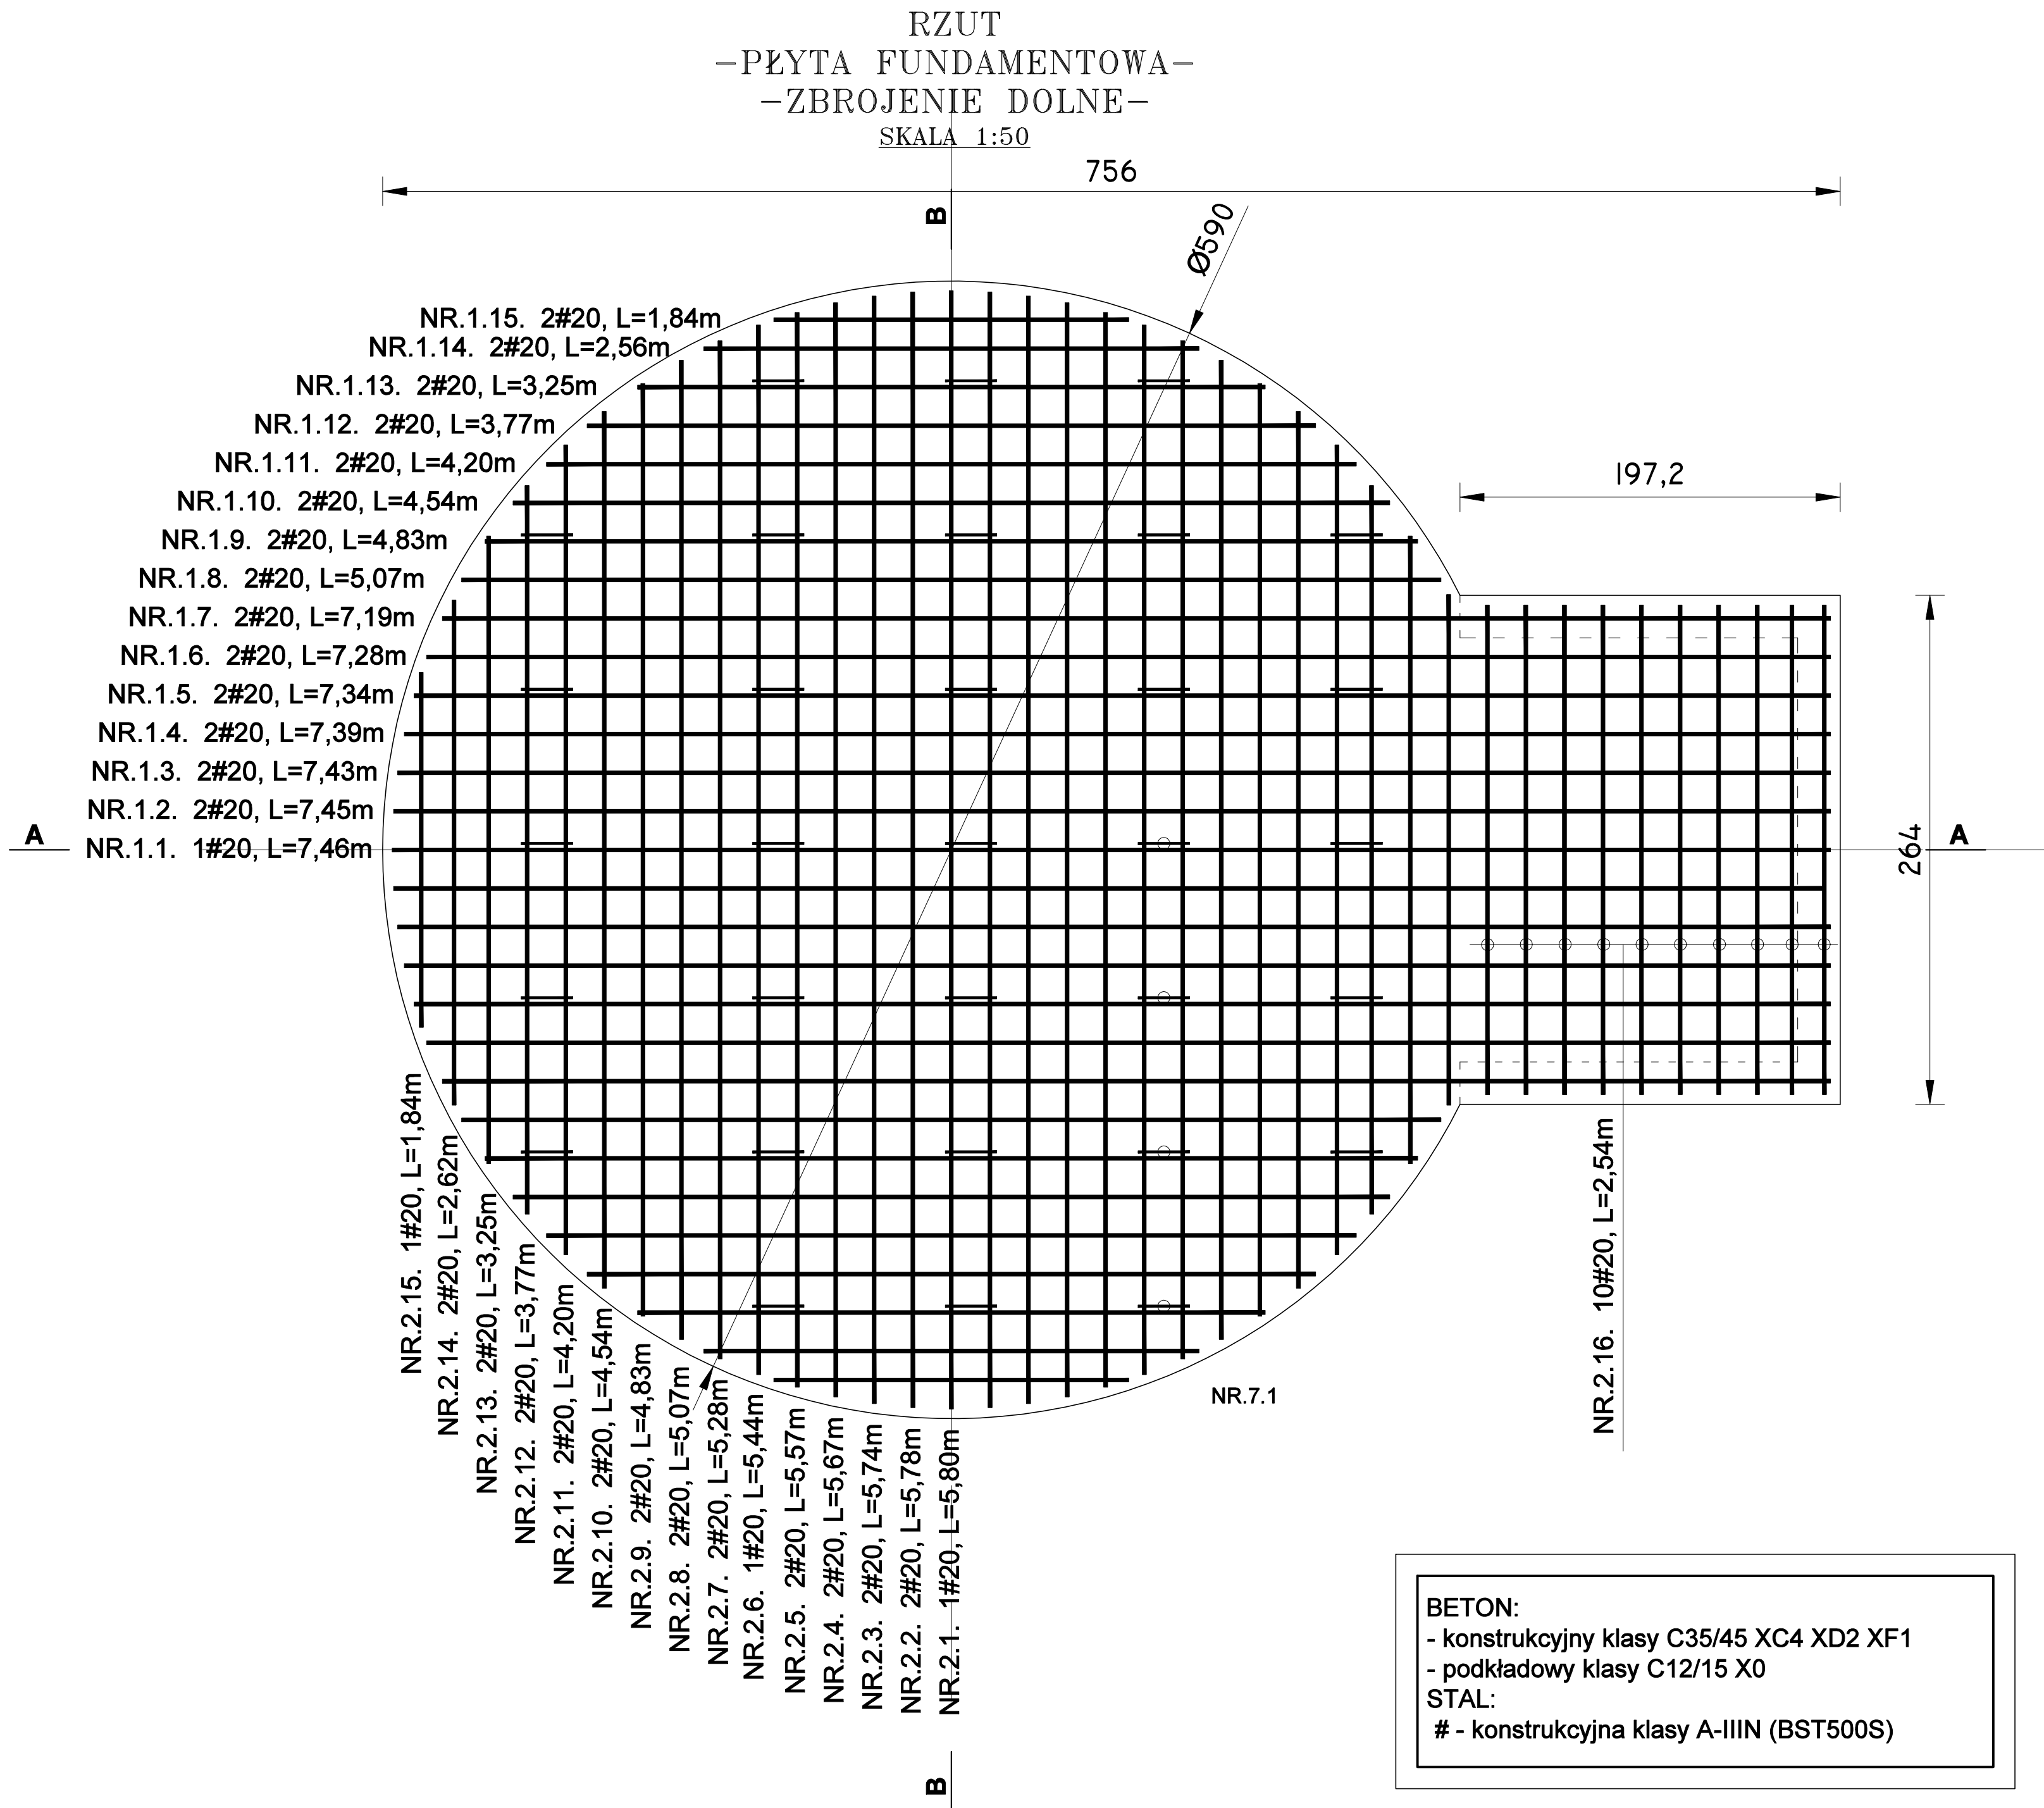 RZUT
-PŁYTA FUNDAMENTOWA-
-ZBROJENIE DOLNE-
SKALA 1:50
756
B
Ø590
NR.1.15. 2#20, L=1,84m
NR.1.14. 2#20, L=2,56m
NR.1.13. 2#20, L=3,25m
NR.1.12. 2#20, L=3,77m
NR.1.11. 2#20, L=4,20m
NR.1.10. 2#20, L=4,54m
NR.1.9. 2#20, L=4,83m
NR.1.8. 2#20, L=5,07m
NR.1.7. 2#20, L=7,19m
NR.1.6. 2#20, L=7,28m
NR.1.5. 2#20, L=7,34m
NR.1.4. 2#20, L=7,39m
NR.1.3. 2#20, L=7,43m
NR.1.2. 2#20, L=7,45m
NR.1.1. 1#20, L=7,46m
A
197,2
264
A
NR.2.15. 1#20, L=1,84m
NR.2.14. 2#20, L=2,62m
NR.2.13. 2#20, L=3,25m
NR.2.12. 2#20, L=3,77m
NR.2.11. 2#20, L=4,20m
NR.2.10. 2#20, L=4,54m
NR.2.9. 2#20, L=4,83m
NR.2.8. 2#20, L=5,07m
NR.2.7. 2#20, L=5,28m
NR.2.6. 1#20, L=5,44m
NR.2.5. 2#20, L=5,57m
NR.2.4. 2#20, L=5,67m
NR.2.3. 2#20, L=5,74m
NR.2.2. 2#20, L=5,78m
NR.2.1. 1#20, L=5,80m
NR.7.1
NR.2.16. 10#20, L=2,54m
B
BETON:
- konstrukcyjny klasy C35/45 XC4 XD2 XF1
- podkładowy klasy C12/15 X0
STAL:
# - konstrukcyjna klasy A-IIIN (BST500S)